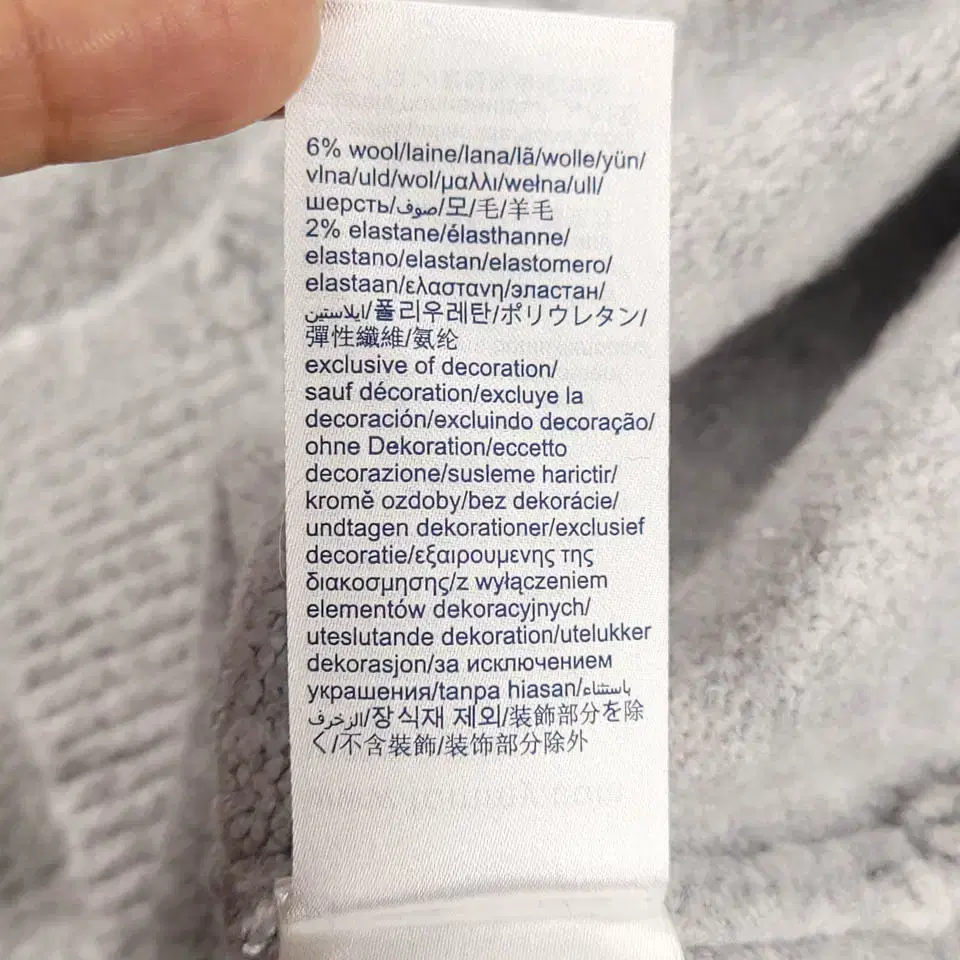 6% wool/laine/lana/lã/wolle/yün/
vlna/uld/wol/μαλλι/wełna/ull/
шерсть/صوف/모/毛/羊毛
2% elastane/élasthanne/
elastano/elastan/elastomero/
elastaan/ελαστανη/эластан/
ايلاستين/폴리우레탄/ポリウレタン/
彈性纖維/氨纶
exclusive of decoration/
sauf décoration/excluye la
decoración/excluindo decoração/
ohne Dekoration/eccetto
decorazione/susleme harictir/
kromě ozdoby/bez dekorácie/
undtagen dekorationer/exclusief
decoratie/εξαιρουμενης της
διακοσμησης/z wyłączeniem
elementów dekoracyjnych/
uteslutande dekoration/utelukker
dekorasjon/за исключением
украшения/tanpa hiasan/باستثناء
الزخرف/장식재 제외/装飾部分を除
く/不含裝飾/装饰部分除外